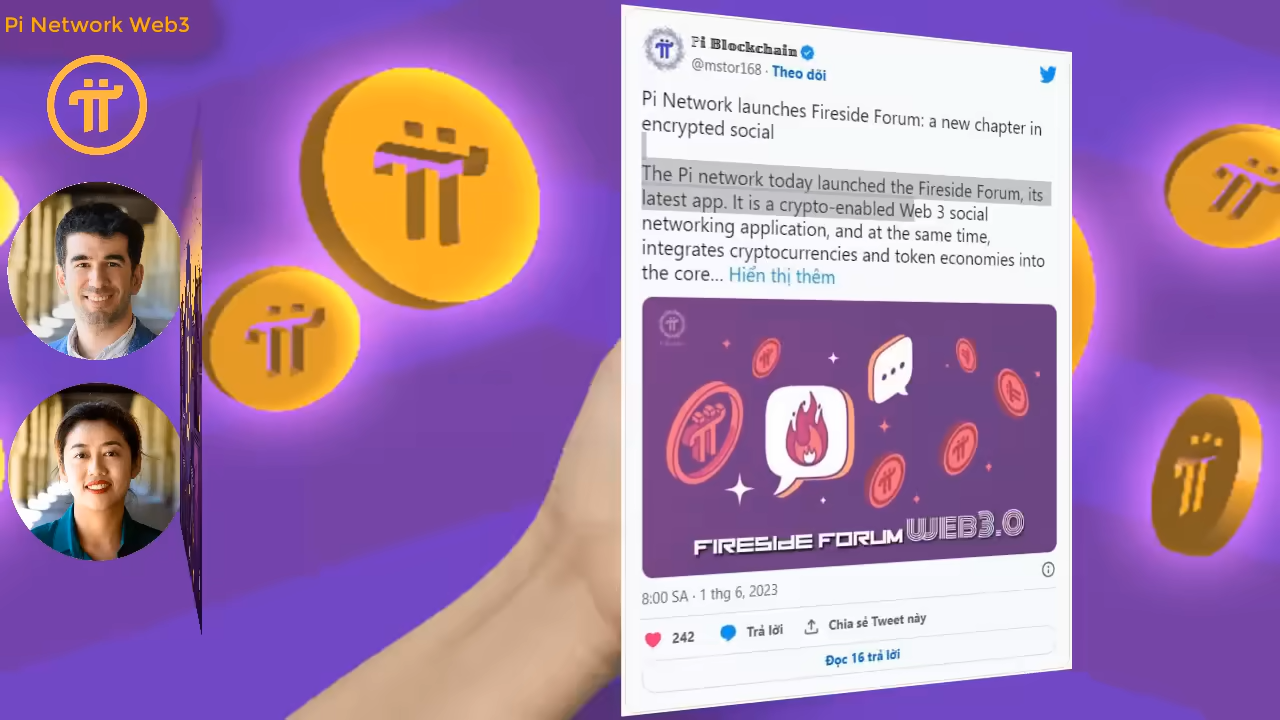 Pi Network Web3
Pi Blockchain
@mstor168 · Theo dõi
Pi Network launches Fireside Forum: a new chapter in
encrypted social
The Pi network today launched the Fireside Forum, its
latest app. It is a crypto-enabled Web 3 social
networking application, and at the same time,
integrates cryptocurrencies and token economies into
the core... Hiển thị thêm
FIRESIDE FORUM WEB3.0
8:00 SA · 1 thg 6, 2023
242 Trả lời Chia sẻ Tweet này
Đọc 16 trả lời